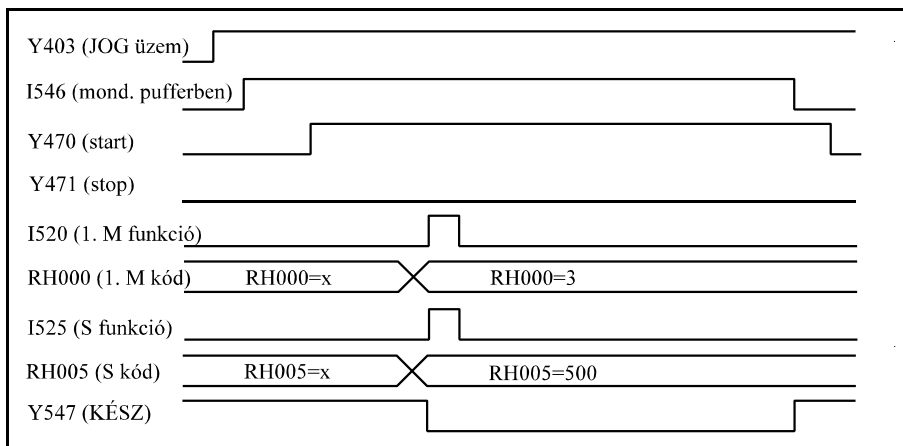 Y403 (JOG üzem)
I546 (mond. pufferben)
Y470 (start)
Y471 (stop)
I520 (1. M funkció)
RH000 (1. M kód) RH000=x RH000=3
I525 (S funkció)
RH005 (S kód) RH005=x RH005=500
Y547 (KÉSZ)